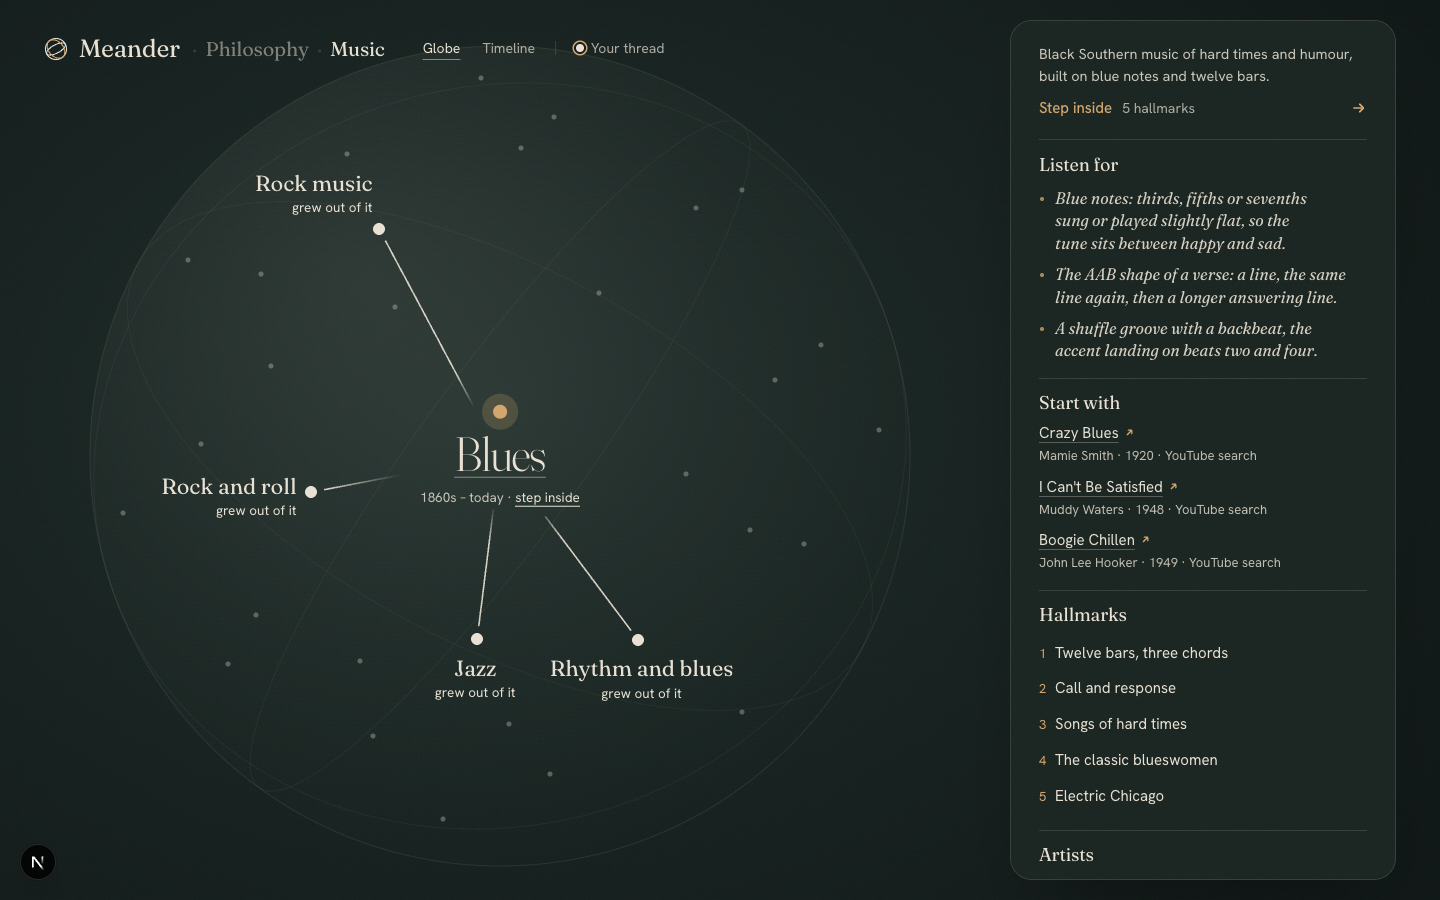 Meander · Philosophy · Music
Globe Timeline Your thread
Rock music
grew out of it
Blues
1860s – today · step inside
Rock and roll
grew out of it
Jazz
grew out of it
Rhythm and blues
grew out of it
N
Black Southern music of hard times and humour,
built on blue notes and twelve bars.
Step inside 5 hallmarks →
Listen for
• Blue notes: thirds, fifths or sevenths
sung or played slightly flat, so the
tune sits between happy and sad.
• The AAB shape of a verse: a line, the same
line again, then a longer answering line.
• A shuffle groove with a backbeat, the
accent landing on beats two and four.
Start with
Crazy Blues ↗
Mamie Smith · 1920 · YouTube search
I Can't Be Satisfied ↗
Muddy Waters · 1948 · YouTube search
Boogie Chillen ↗
John Lee Hooker · 1949 · YouTube search
Hallmarks
1 Twelve bars, three chords
2 Call and response
3 Songs of hard times
4 The classic blueswomen
5 Electric Chicago
Artists